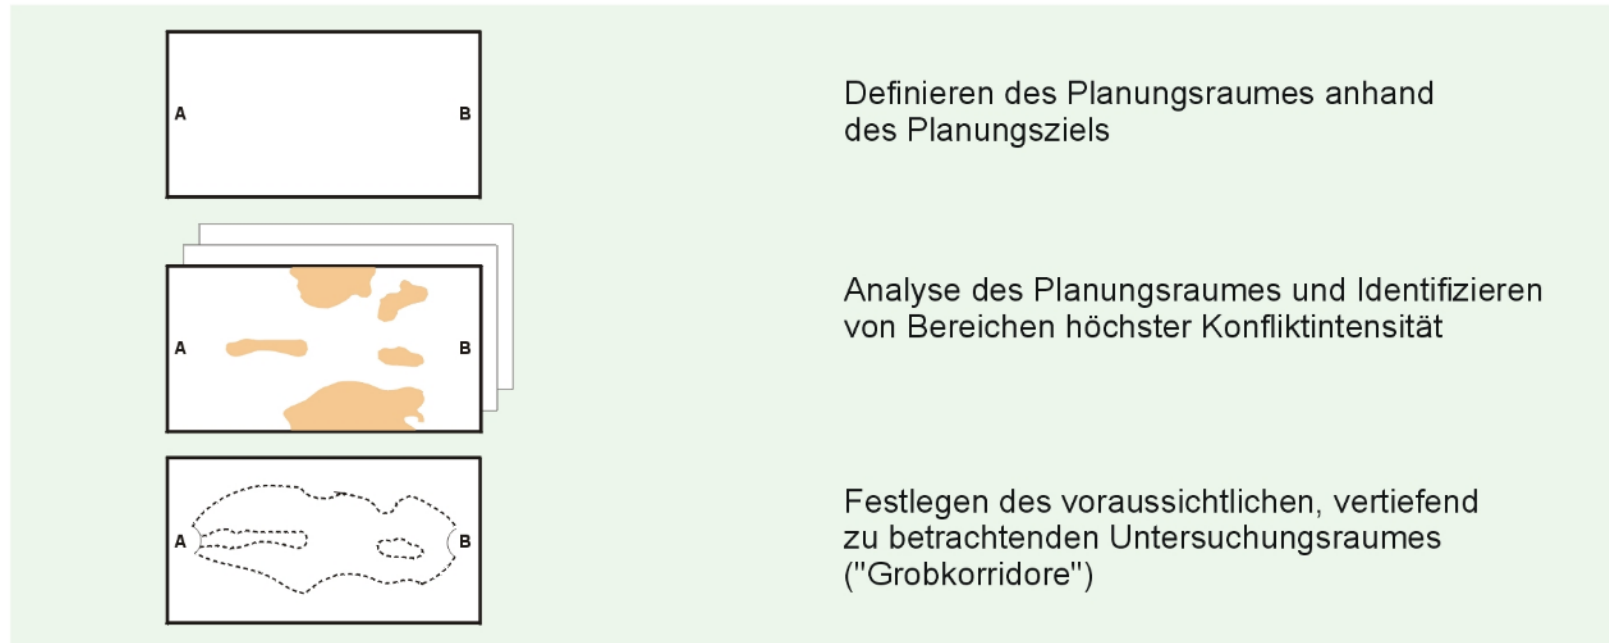 A
B
Definieren des Planungsraumes anhand
des Planungsziels
A
B
Analyse des Planungsraumes und Identifizieren
von Bereichen höchster Konfliktintensität
A
B
Festlegen des voraussichtlichen, vertiefend
zu betrachtenden Untersuchungsraumes
("Grobkorridore")